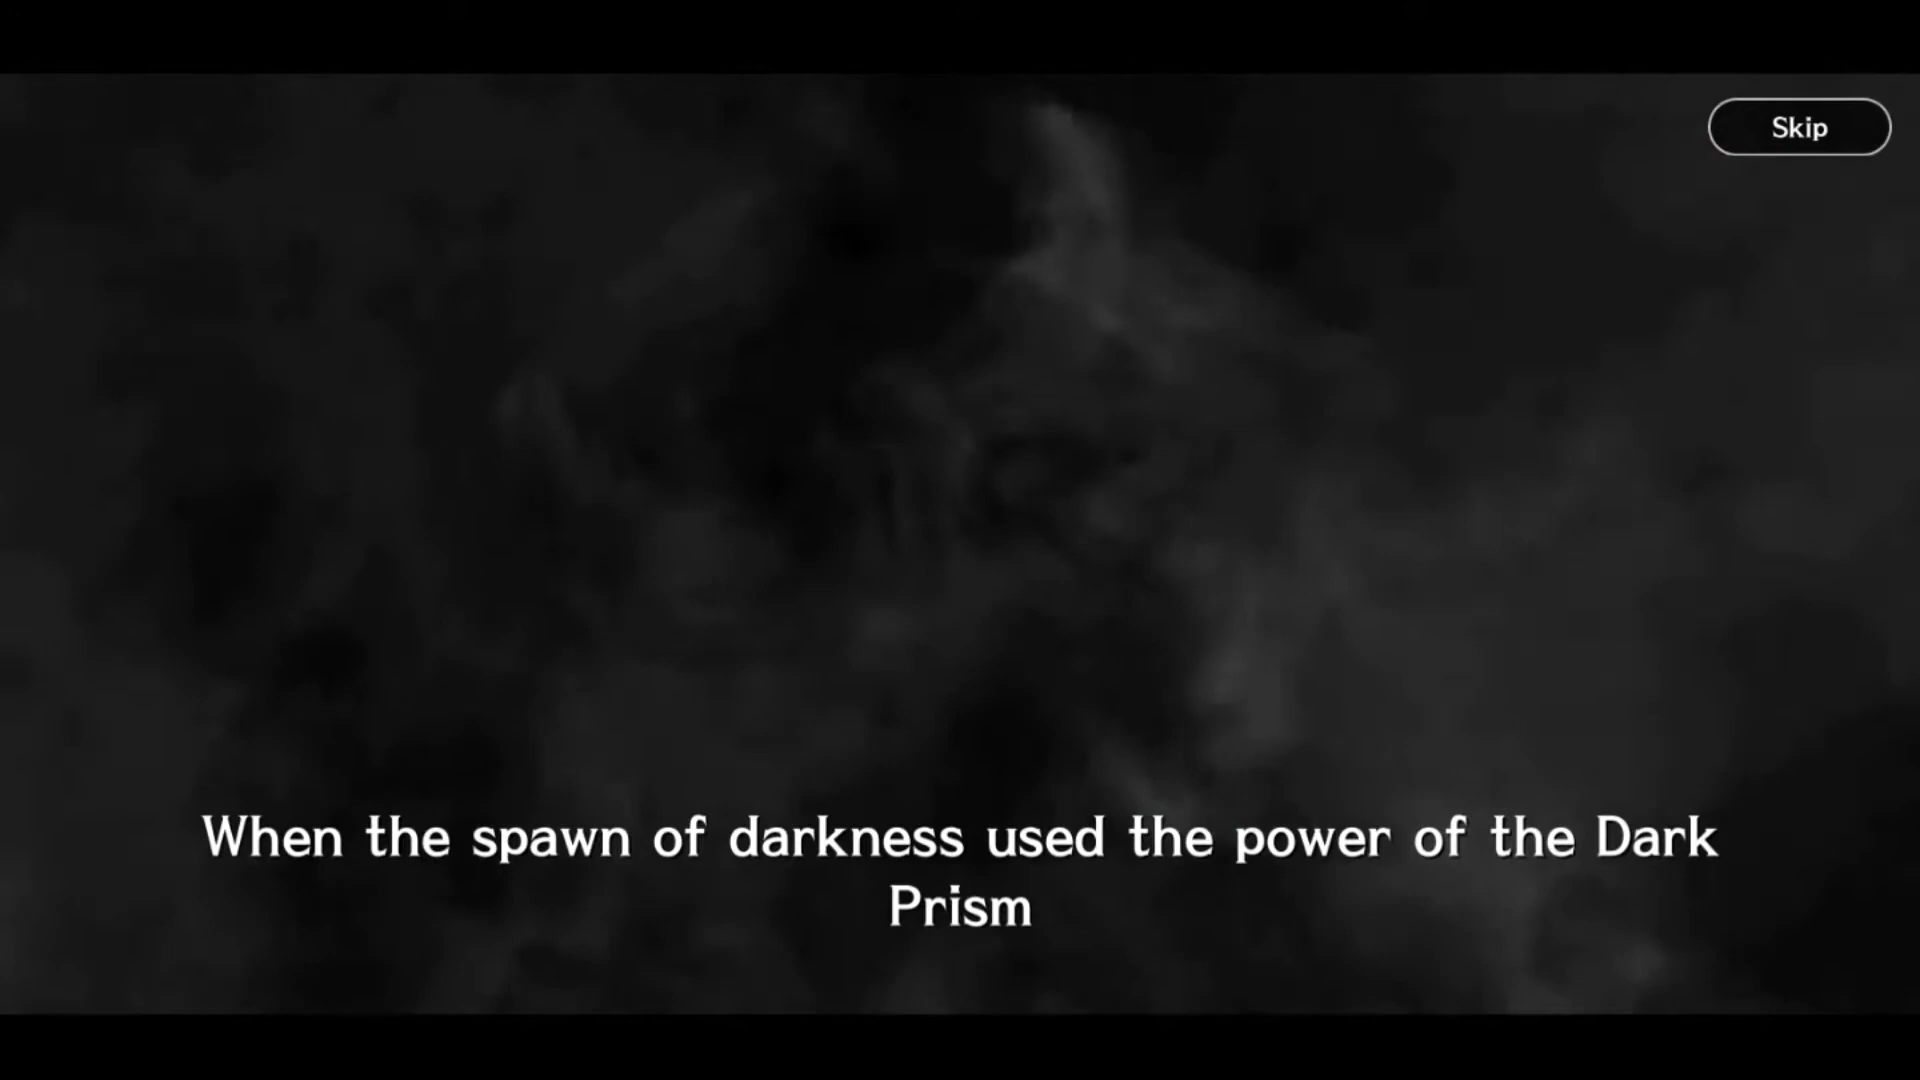 Skip
When the spawn of darkness used the power of the Dark
Prism